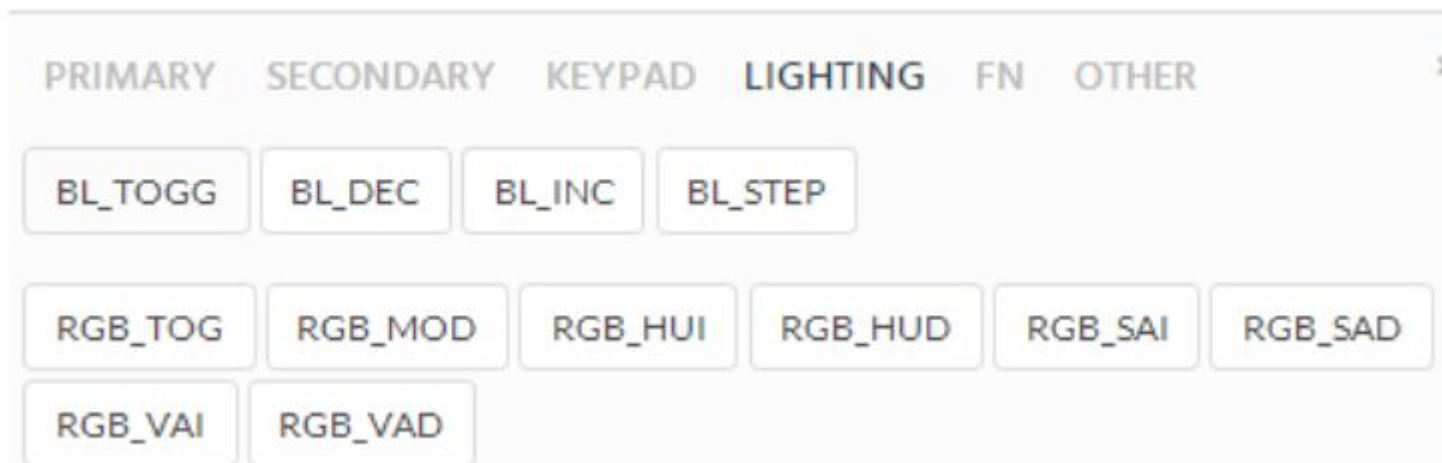 PRIMARY SECONDARY KEYPAD LIGHTING FN OTHER
BL_TOGG BL_DEC BL_INC BL_STEP
RGB_TOG RGB_MOD RGB_HUI RGB_HUD RGB_SAI RGB_SAD
RGB_VAI RGB_VAD